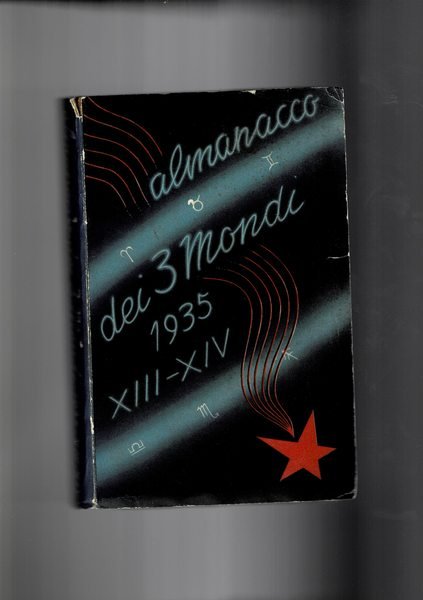 almanacco
dei 3 Mondi
1935
XIII-XIV